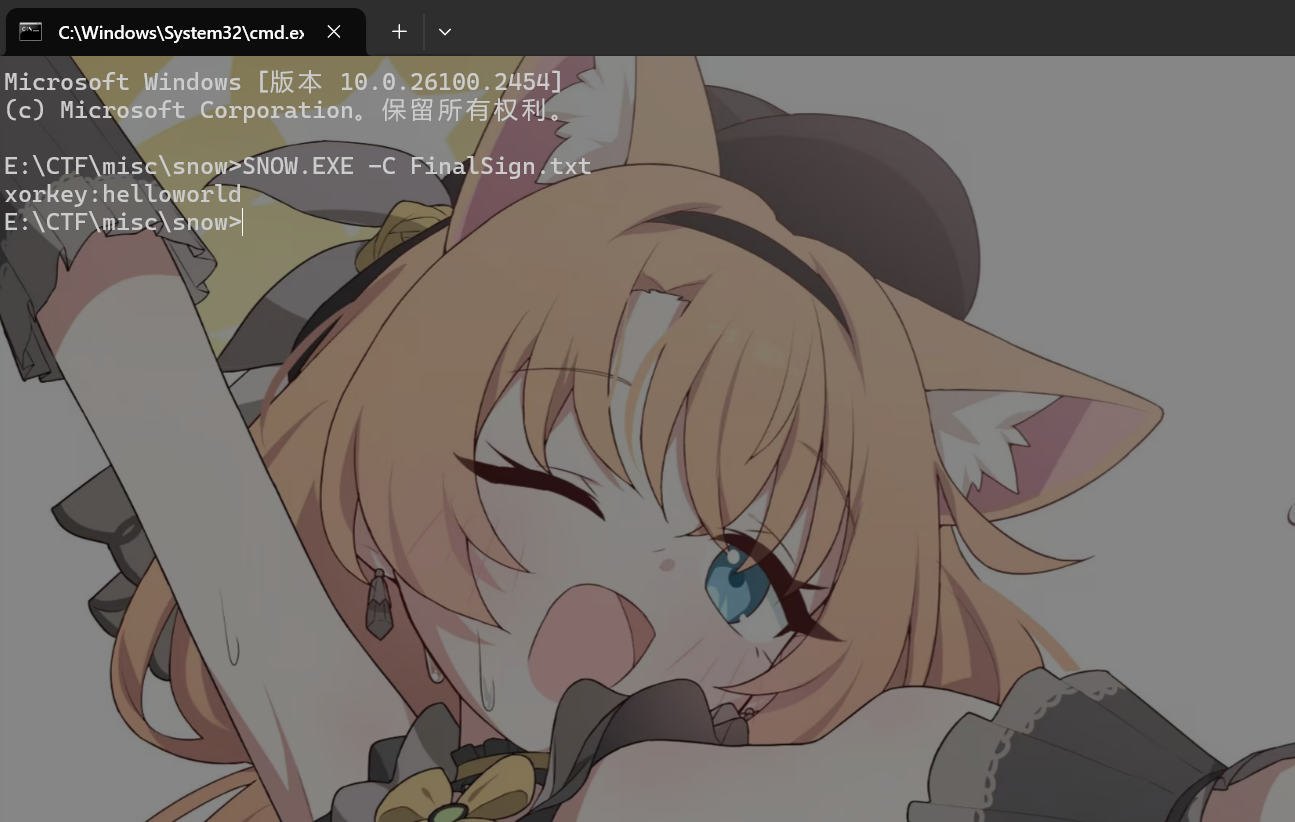 C:\Windows\System32\cmd.ex
Microsoft Windows [版本 10.0.26100.2454]
(c) Microsoft Corporation。保留所有权利。
E:\CTF\misc\snow>SNOW.EXE -C FinalSign.txt
xorkey:helloworld
E:\CTF\misc\snow>